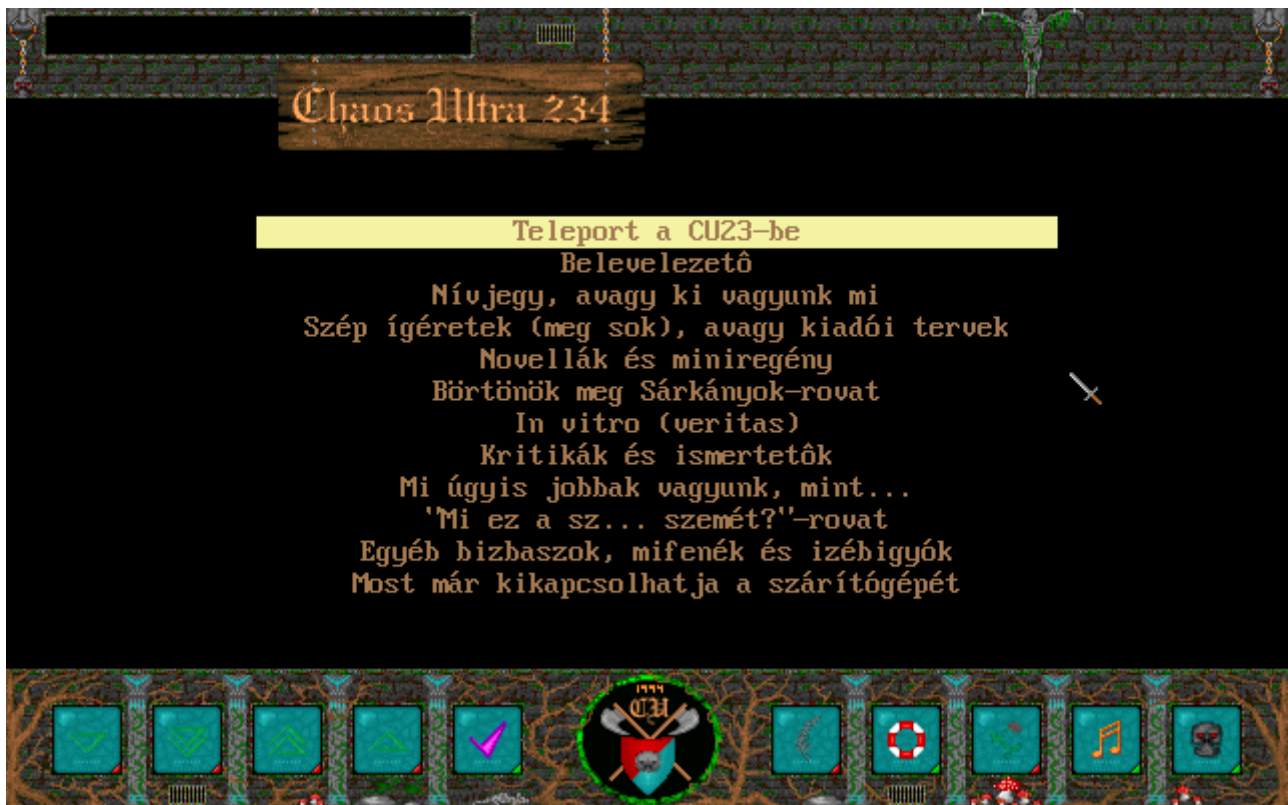 Chaos Ultra 234
Teleport a CU23-be
Belevelezetô
Nívjegy, avagy ki vagyunk mi
Szép ígéretek (meg sok), avagy kiadói tervek
Novellák és miniregény
Börtönök meg Sárkányok-rovat
In vitro (veritas)
Kritikák és ismertetôk
Mi úgyis jobbak vagyunk, mint...
"Mi ez a sz... szemét?"-rovat
Egyéb bizbaszok, mifenék és izébigyók
Most már kikapcsolhatja a szárítógépét
1994
CU